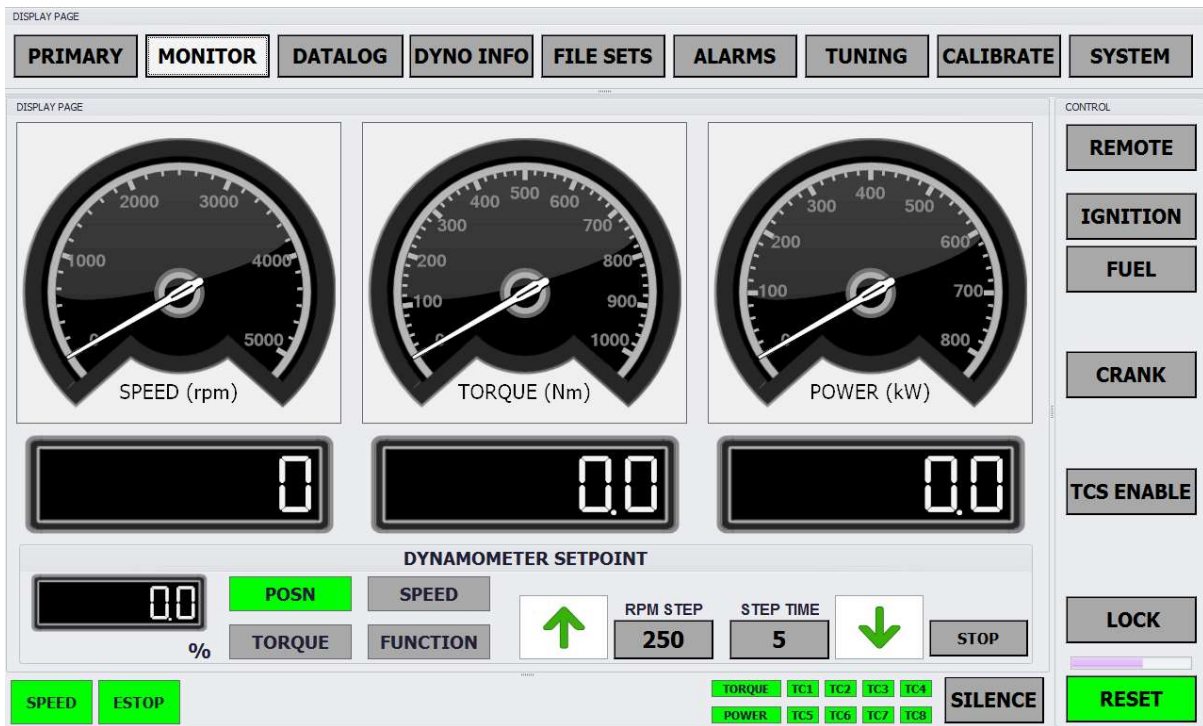 DISPLAY PAGE
PRIMARY MONITOR DATALOG DYNO INFO FILE SETS ALARMS TUNING CALIBRATE SYSTEM
DISPLAY PAGE
CONTROL
0 1000 2000 3000 4000 5000
SPEED (rpm)
0 100 200 300 400 500 600 700 800 900 1000
TORQUE (Nm)
0 100 200 300 400 500 600 700 800
POWER (kW)
0
0.0
0.0
DYNAMOMETER SETPOINT
0.0
%
POSN SPEED
TORQUE FUNCTION
RPM STEP
250
STEP TIME
5
STOP
REMOTE
IGNITION
FUEL
CRANK
TCS ENABLE
LOCK
RESET
SPEED ESTOP
TORQUE TC1 TC2 TC3 TC4
POWER TC5 TC6 TC7 TC8
SILENCE